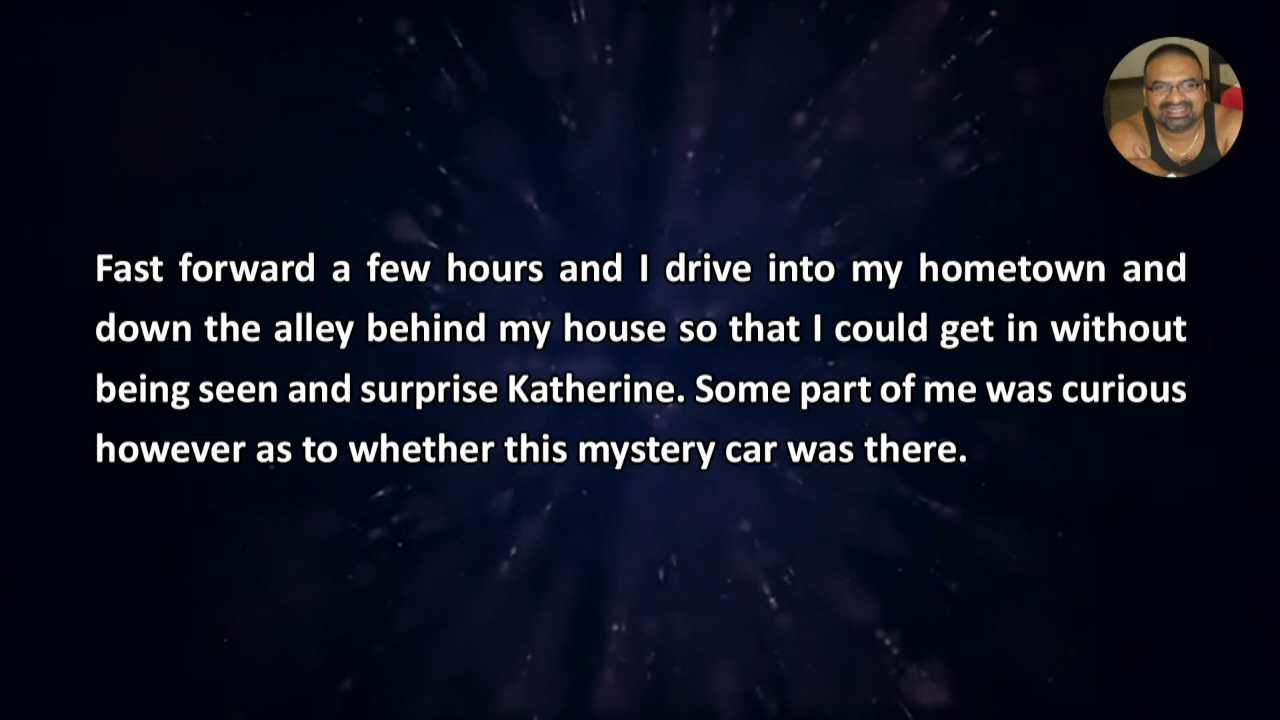 Fast forward a few hours and I drive into my hometown and
down the alley behind my house so that I could get in without
being seen and surprise Katherine. Some part of me was curious
however as to whether this mystery car was there.